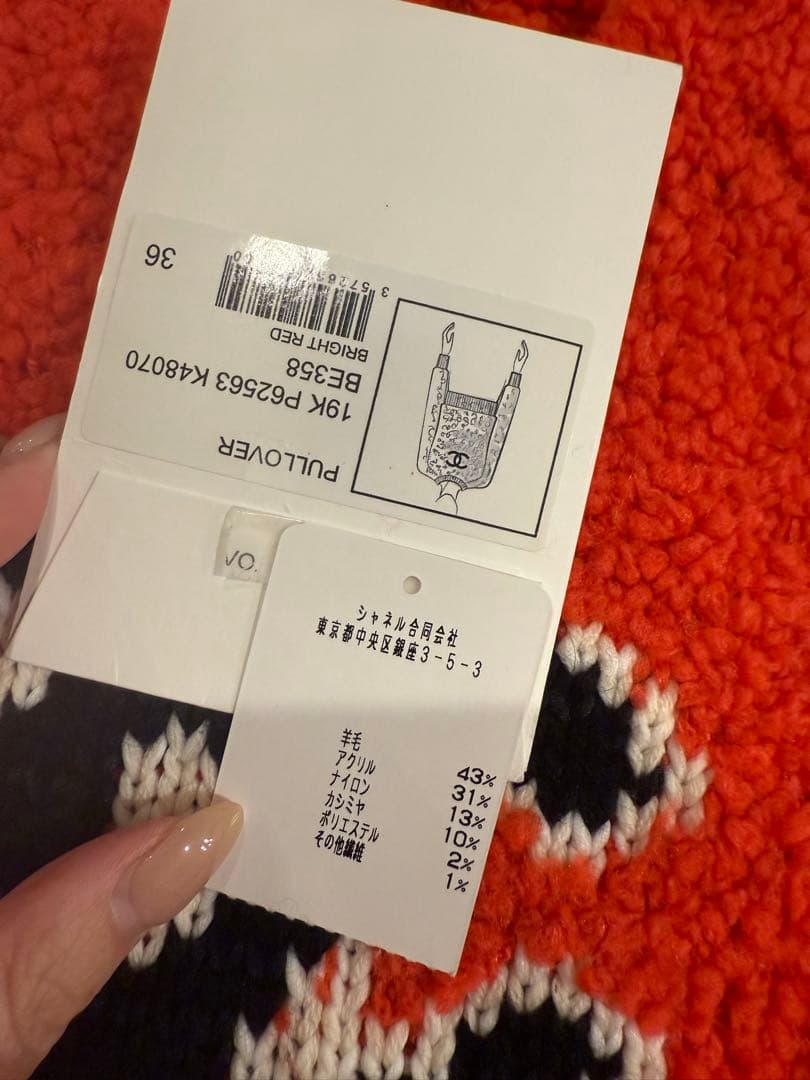 PULLOVER
19K P62563 K48070
BE358
BRIGHT RED
36
シャネル合同会社
東京都中央区銀座3-5-3
羊毛 43%
アクリル 31%
ナイロン 13%
カシミヤ 10%
ポリエステル 2%
その他繊維 1%